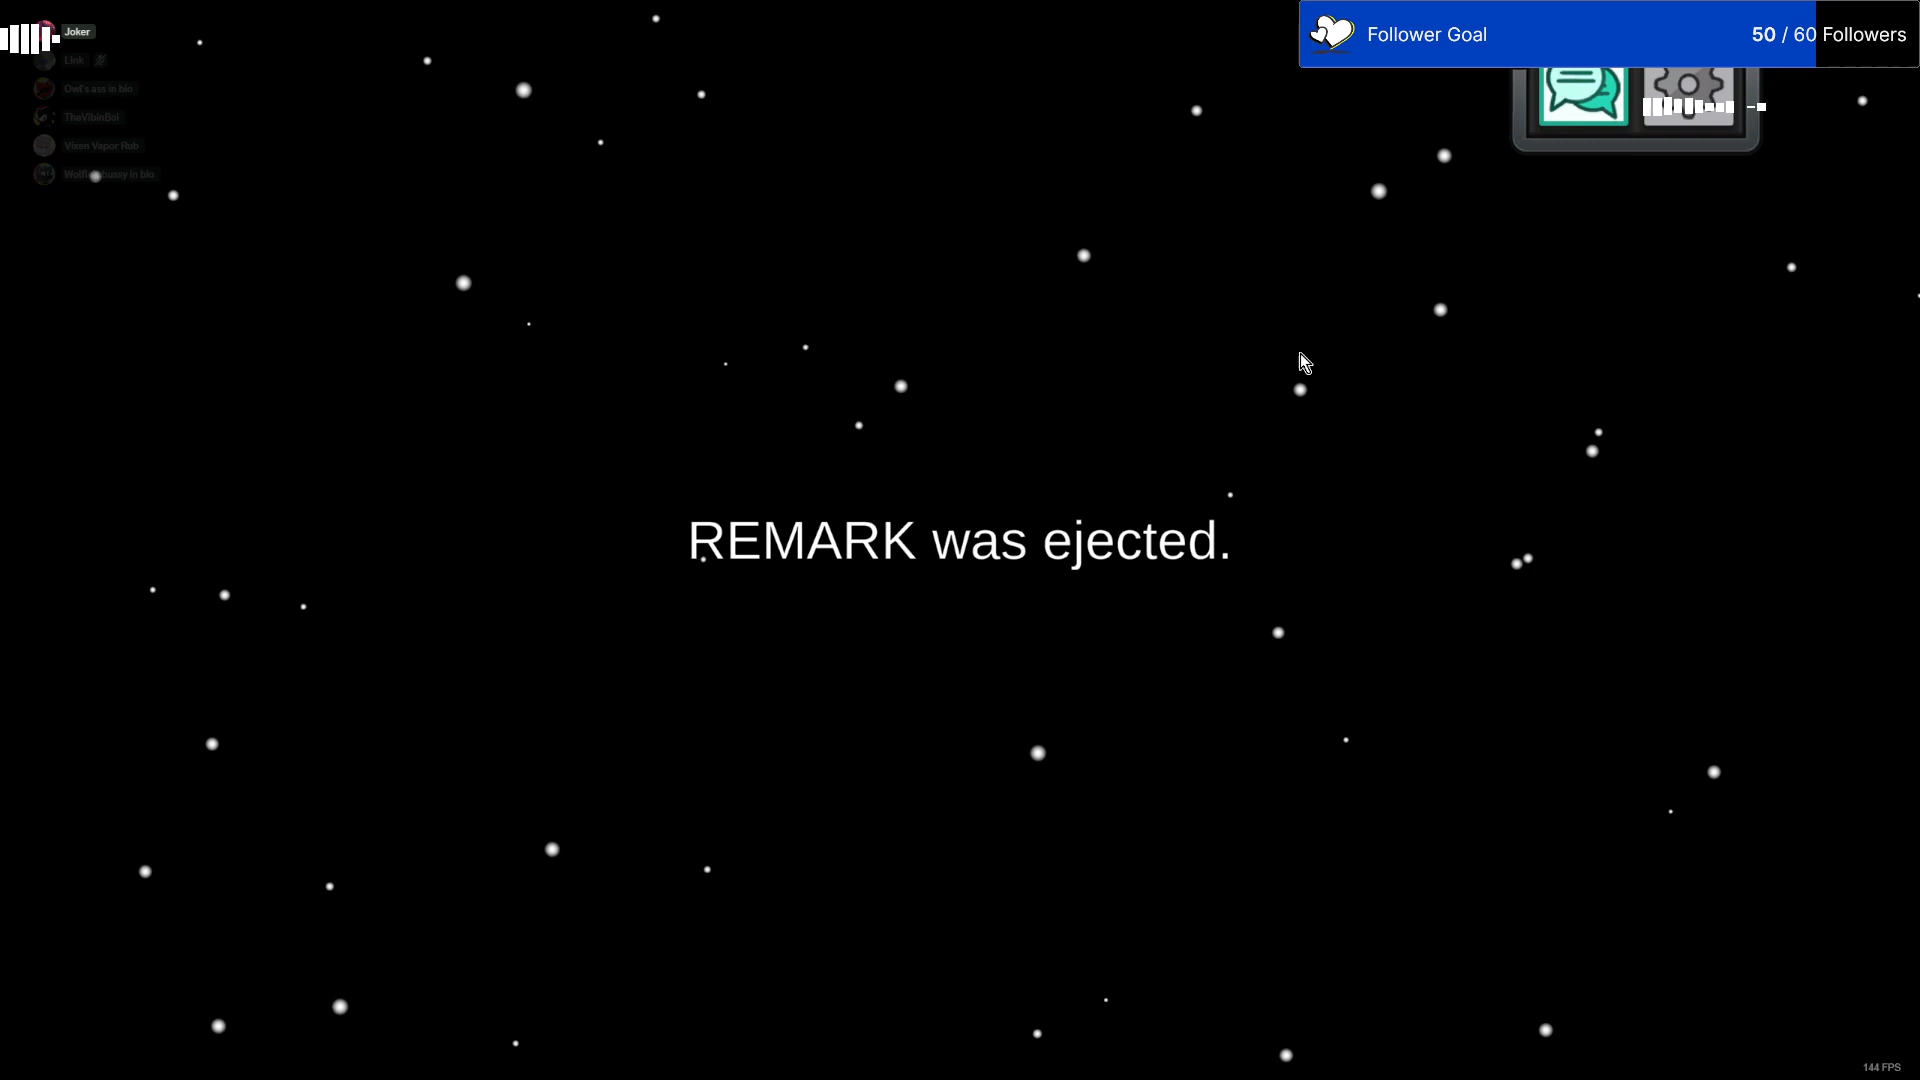 Joker
Link
Owl's ass in bio
TheVibinBoi
Vixen Vapor Rub
Follower Goal
50 / 60 Followers
REMARK was ejected.
144 FPS